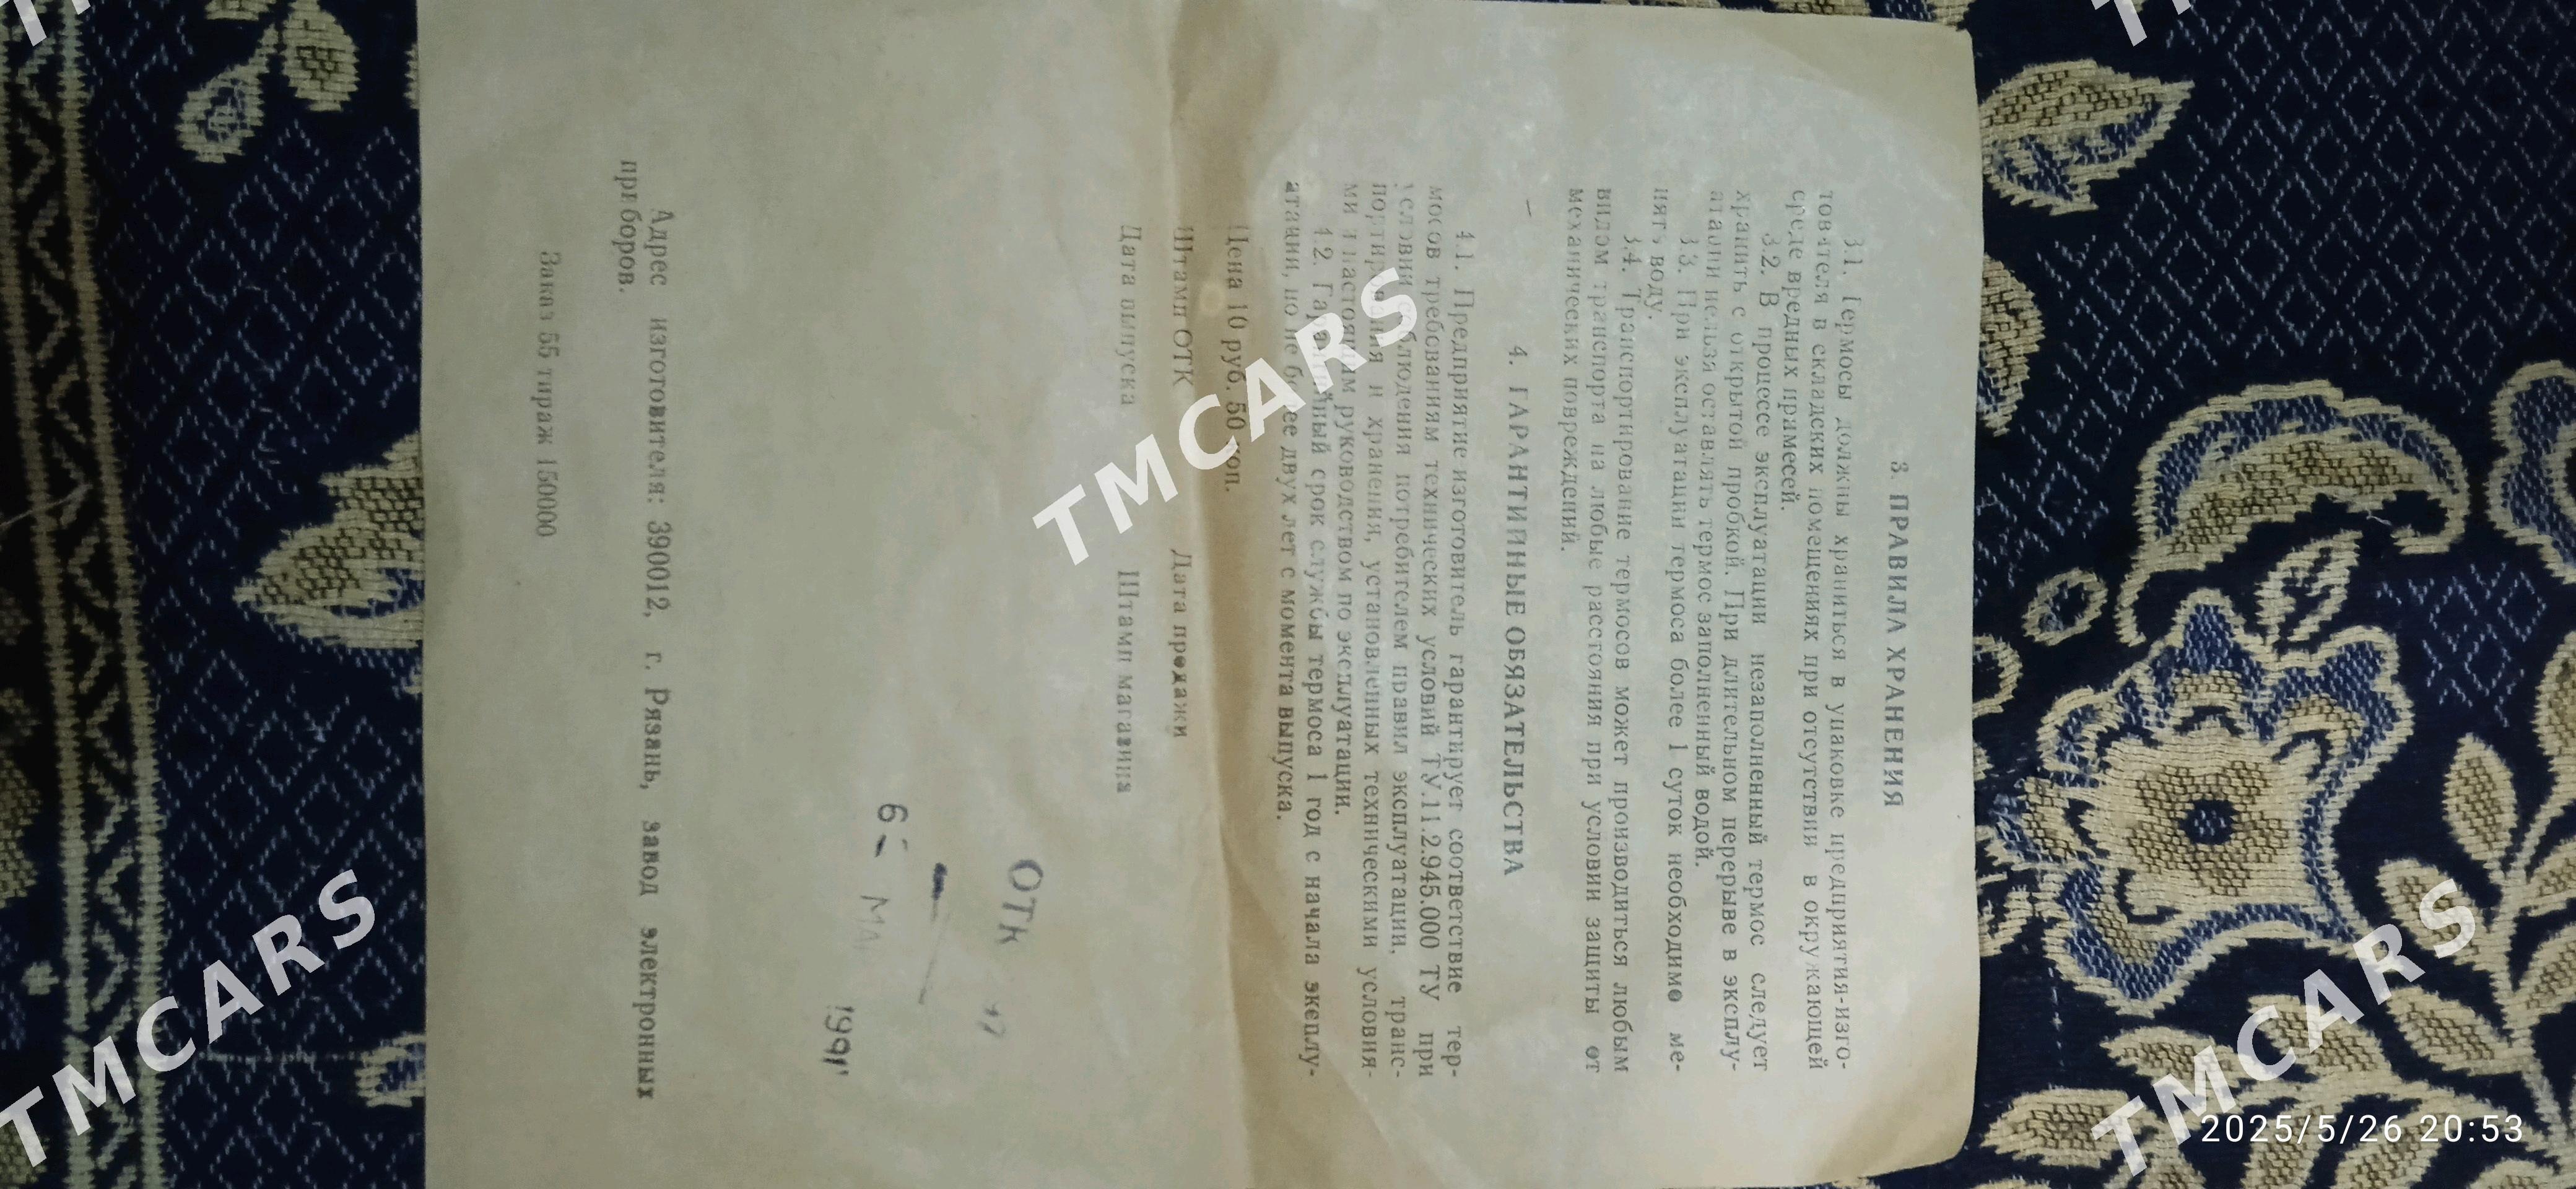 3. ПРАВИЛА ХРАНЕНИЯ
3.1. Термосы должны храниться в упаковке предприятия-изго-
товителя в складских помещениях при отсутствии в окружающей
среде вредных примесей.
3.2. В процессе эксплуатации незаполненный термос следует
хранить с открытой пробкой. При длительном перерыве в эксплу-
атации нельзя оставлять термос заполненный водой.
3.3. При эксплуатации термоса более 1 суток необходимо ме-
нять воду.
3.4. Транспортирование термосов может производиться любым
видом транспорта на любые расстояния при условии защиты от
механических повреждений.
4. ГАРАНТИЙНЫЕ ОБЯЗАТЕЛЬСТВА
4.1. Предприятие изготовитель гарантирует соответствие тер-
мосов требованиям технических условий ТУ.11.2.945.000 ТУ при
условии соблюдения потребителем правил эксплуатации, транс-
портирования и хранения, установленных техническими условия-
ми и настоящим руководством по эксплуатации.
4.2. Гарантийный срок службы термоса 1 год с начала экеплу-
атации, но не более двух лет с момента выпуска.
Цена 10 руб. 50 коп.
Штамп ОТК Дата продажи
Дата выпуска Штамп магазина
ОТК
6 МА
1991
Адрес изготовителя: 390012, г. Рязань, завод электронных
приборов.
Заказ 55 тираж 150000
TMCARS
TMCARS
TMCARS
TMCARS
2025/5/26 20:53